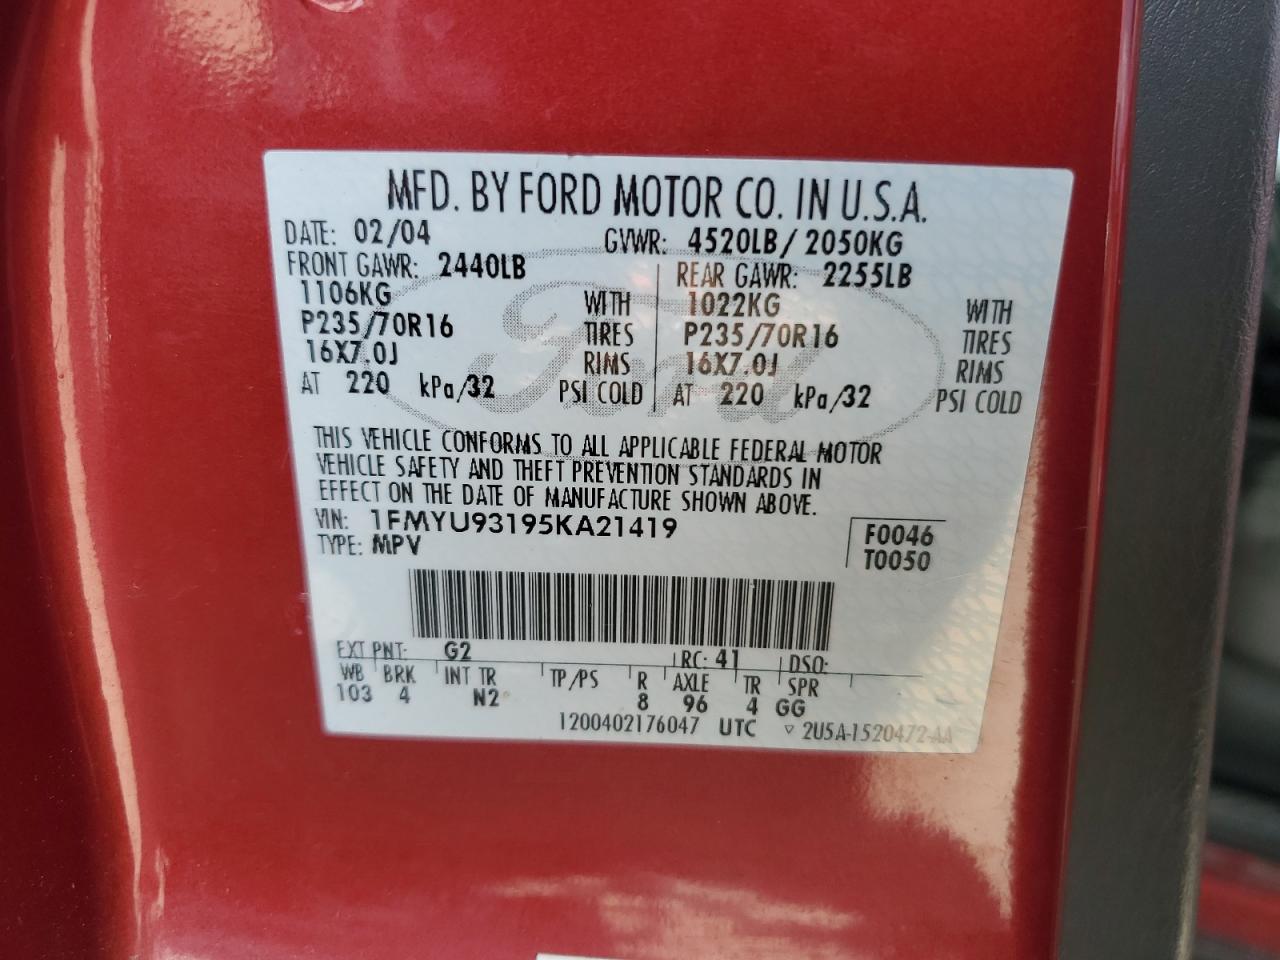 MFD. BY FORD MOTOR CO. IN U.S.A.
DATE: 02/04 GVWR: 4520LB / 2050KG
FRONT GAWR: 2440LB REAR GAWR: 2255LB
1106KG WITH 1022KG WITH
P235/70R16 TIRES P235/70R16 TIRES
16X7.0J RIMS 16X7.0J RIMS
AT 220 kPa/32 PSI COLD AT 220 kPa/32 PSI COLD
Ford
THIS VEHICLE CONFORMS TO ALL APPLICABLE FEDERAL MOTOR
VEHICLE SAFETY AND THEFT PREVENTION STANDARDS IN
EFFECT ON THE DATE OF MANUFACTURE SHOWN ABOVE.
VIN: 1FMYU93195KA21419 F0046
TYPE: MPV T0050
EXT PNT: G2 RC: 41 DSO:
WB BRK INT TR TP/PS R AXLE TR SPR
103 4 N2 8 96 4 GG
1200402176047 UTC ▽ 2U5A-1520472-AA